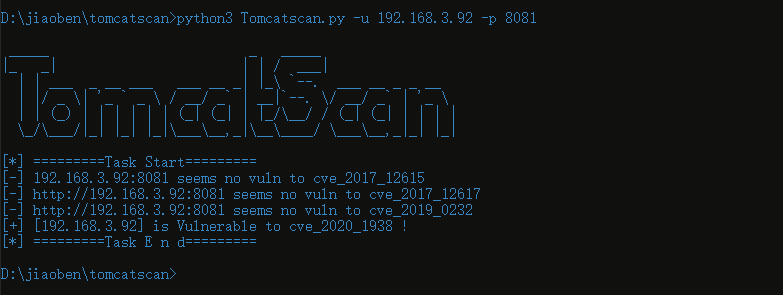 D:\jiaoben\tomcatscan>python3 Tomcatscan.py -u 192.168.3.92 -p 8081
TomcatScan
[*] =========Task Start=========
[-] 192.168.3.92:8081 seems no vuln to cve_2017_12615
[-] http://192.168.3.92:8081 seems no vuln to cve_2017_12617
[-] http://192.168.3.92:8081 seems no vuln to cve_2019_0232
[+] [192.168.3.92] is Vulnerable to cve_2020_1938 !
[*] =========Task E n d=========
D:\jiaoben\tomcatscan>